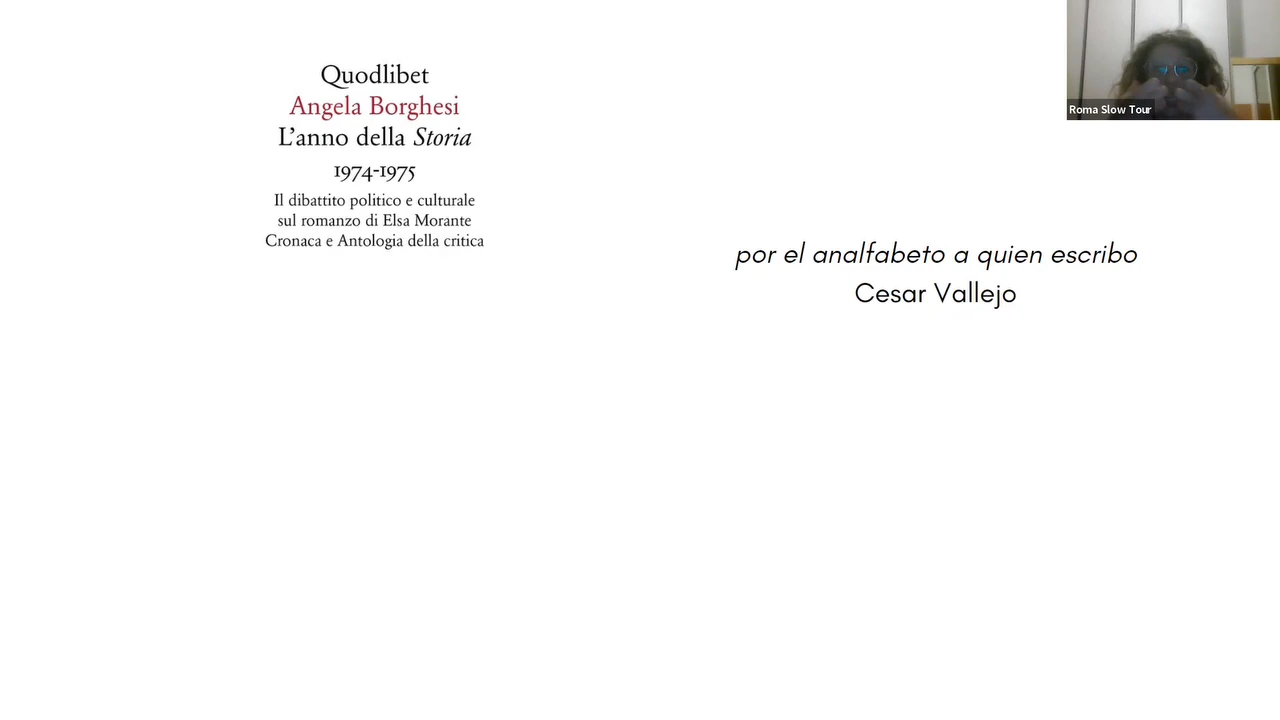 Quodlibet
Angela Borghesi
L'anno della Storia
1974-1975
Il dibattito politico e culturale
sul romanzo di Elsa Morante
Cronaca e Antologia della critica
por el analfabeto a quien escribo
Cesar Vallejo
Roma Slow Tour